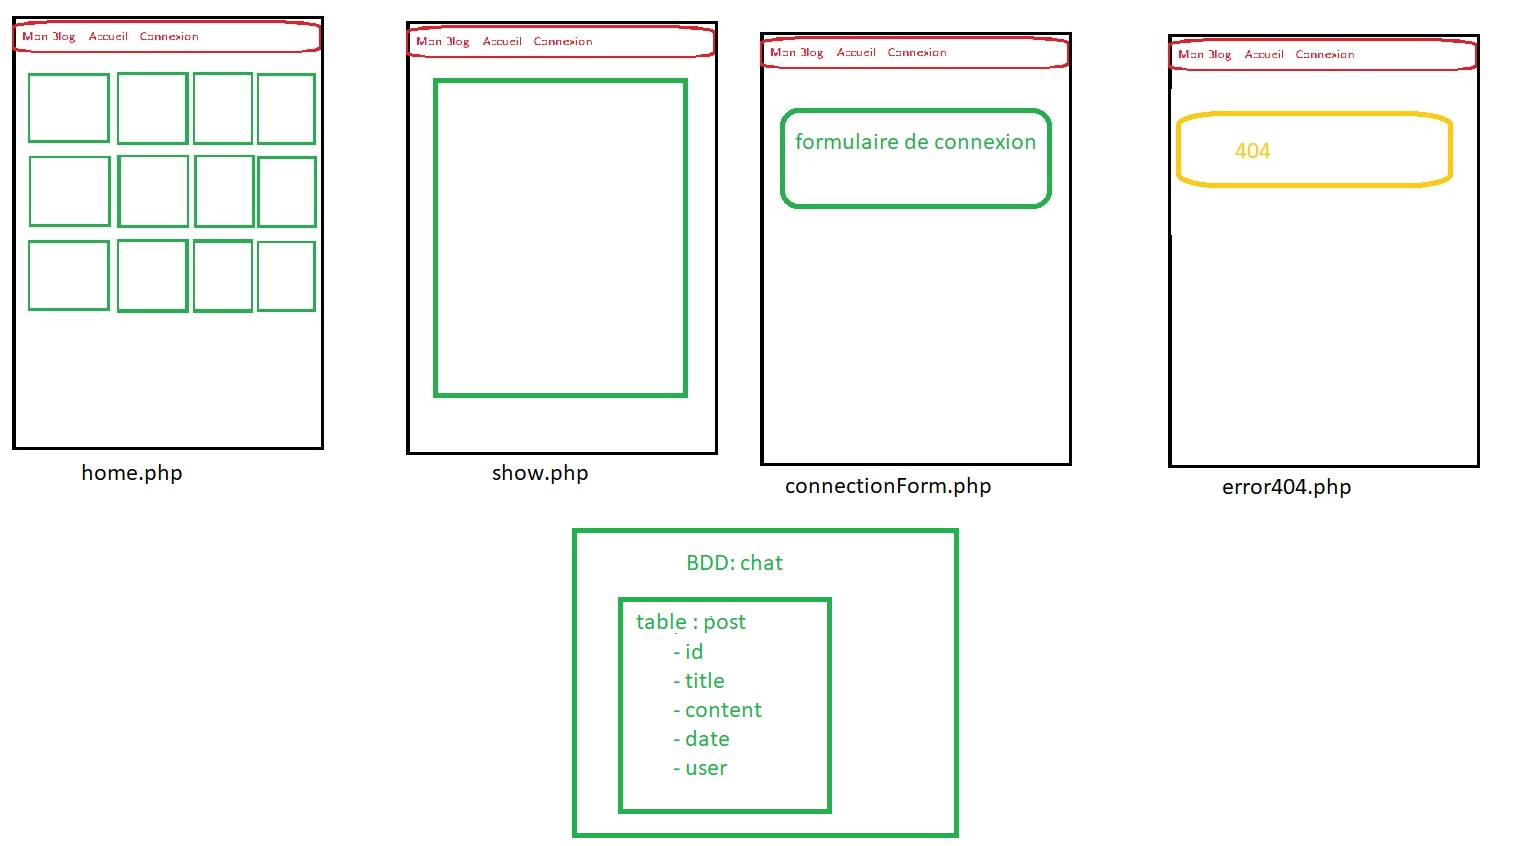 Mon Blog Accueil Connexion
Mon Blog Accueil Connexion
Mon Blog Accueil Connexion
Mon Blog Accueil Connexion
formulaire de connexion
404
home.php
show.php
connectionForm.php
error404.php
BDD: chat
table : post
- id
- title
- content
- date
- user